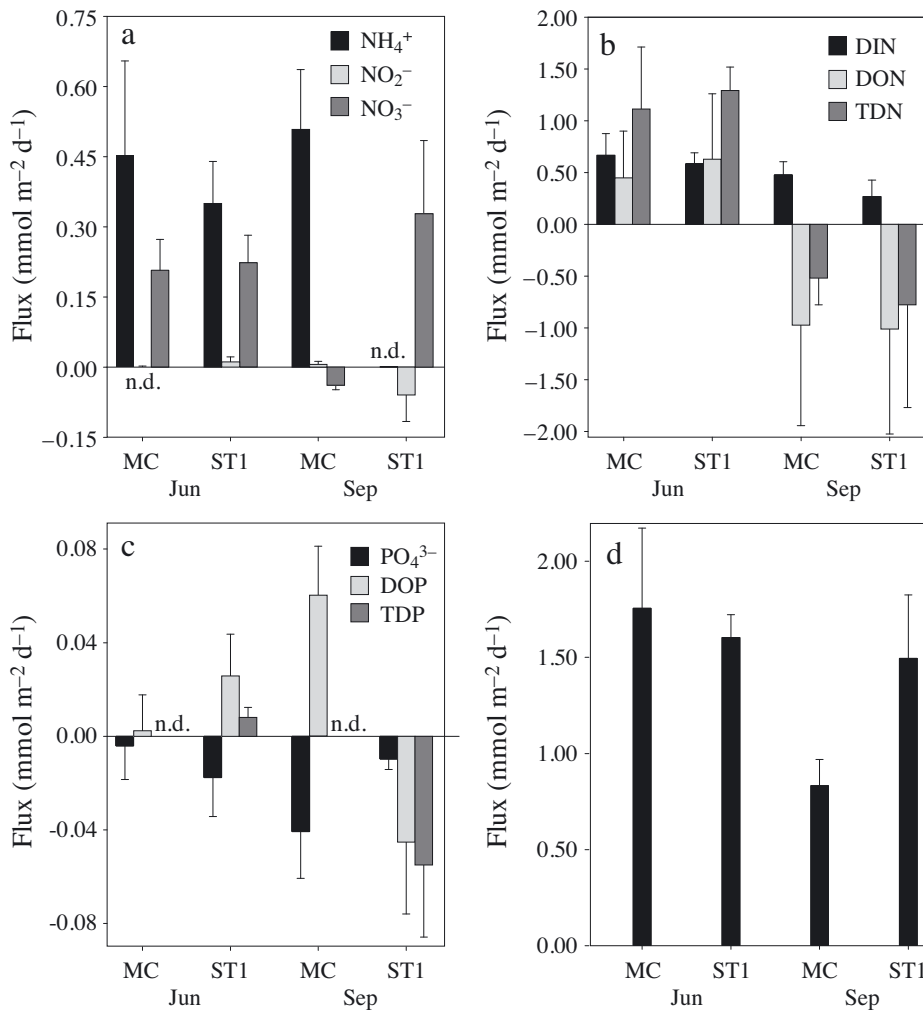 a
NH₄⁺
NO₂⁻
NO₃⁻
Flux (mmol m⁻² d⁻¹)
0.75
0.60
0.45
0.30
0.15
0.00
−0.15
n.d.
n.d.
MC ST1 MC ST1
Jun Sep
b
DIN
DON
TDN
Flux (mmol m⁻² d⁻¹)
2.00
1.50
1.00
0.50
0.00
−0.50
−1.00
−1.50
−2.00
MC ST1 MC ST1
Jun Sep
c
PO₄³⁻
DOP
TDP
Flux (mmol m⁻² d⁻¹)
0.08
0.04
0.00
-0.04
-0.08
n.d.
n.d.
MC ST1 MC ST1
Jun Sep
d
Flux (mmol m⁻² d⁻¹)
2.00
1.50
1.00
0.50
0.00
MC ST1 MC ST1
Jun Sep